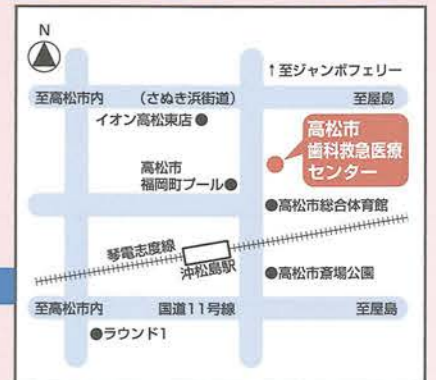 N
↑至ジャンボフェリー
至高松市内
（さぬき浜街道）
至屋島
イオン高松東店
高松市
歯科救急医療
センター
高松市
福岡町プール
高松市総合体育館
琴電志度線
沖松島駅
高松市斎場公園
至高松市内
国道11号線
至屋島
ラウンド1